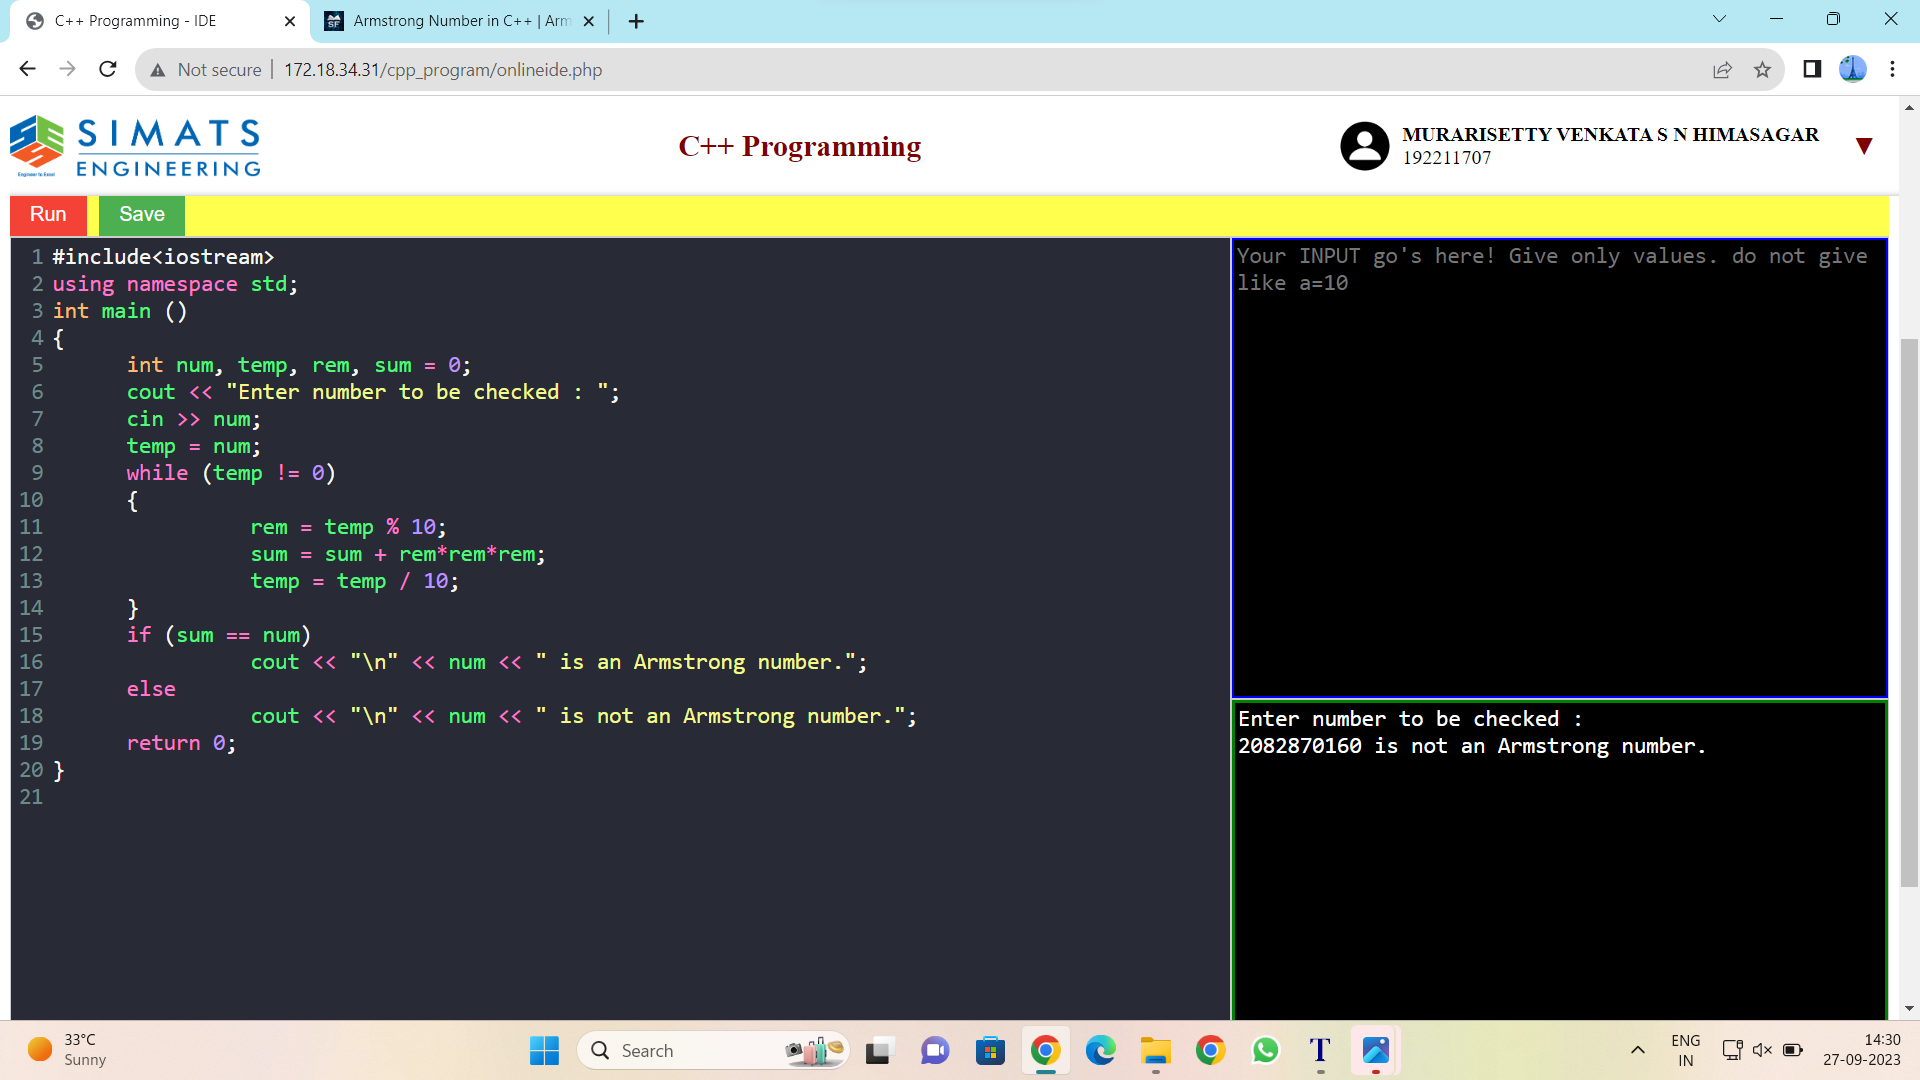 C++ Programming - IDE
Armstrong Number in C++ | Arm
Not secure
172.18.34.31/cpp_program/onlineide.php
SIMATS
ENGINEERING
Engineer to Excel
C++ Programming
MURARISETTY VENKATA S N HIMASAGAR
192211707
Run
Save
1 #include<iostream>
2 using namespace std;
3 int main ()
4 {
5 int num, temp, rem, sum = 0;
6 cout << "Enter number to be checked : ";
7 cin >> num;
8 temp = num;
9 while (temp != 0)
10 {
11 rem = temp % 10;
12 sum = sum + rem*rem*rem;
13 temp = temp / 10;
14 }
15 if (sum == num)
16 cout << "\n" << num << " is an Armstrong number.";
17 else
18 cout << "\n" << num << " is not an Armstrong number.";
19 return 0;
20 }
21
Your INPUT go's here! Give only values. do not give
like a=10
Enter number to be checked :
2082870160 is not an Armstrong number.
33°C
Sunny
Search
T
ENG
IN
14:30
27-09-2023